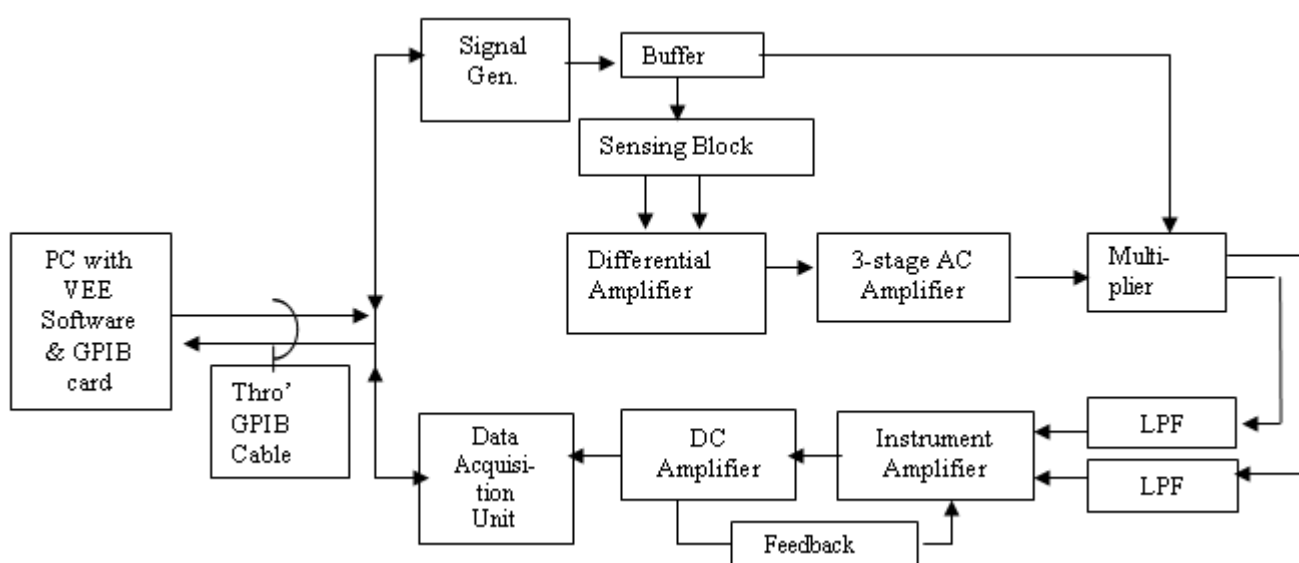 Signal
Gen.
Buffer
Sensing Block
PC with
VEE
Software
& GPIB
card
Thro’
GPIB
Cable
Differential
Amplifier
3-stage AC
Amplifier
Multi-
plier
Data
Acquisi-
tion
Unit
DC
Amplifier
Instrument
Amplifier
LPF
LPF
Feedback